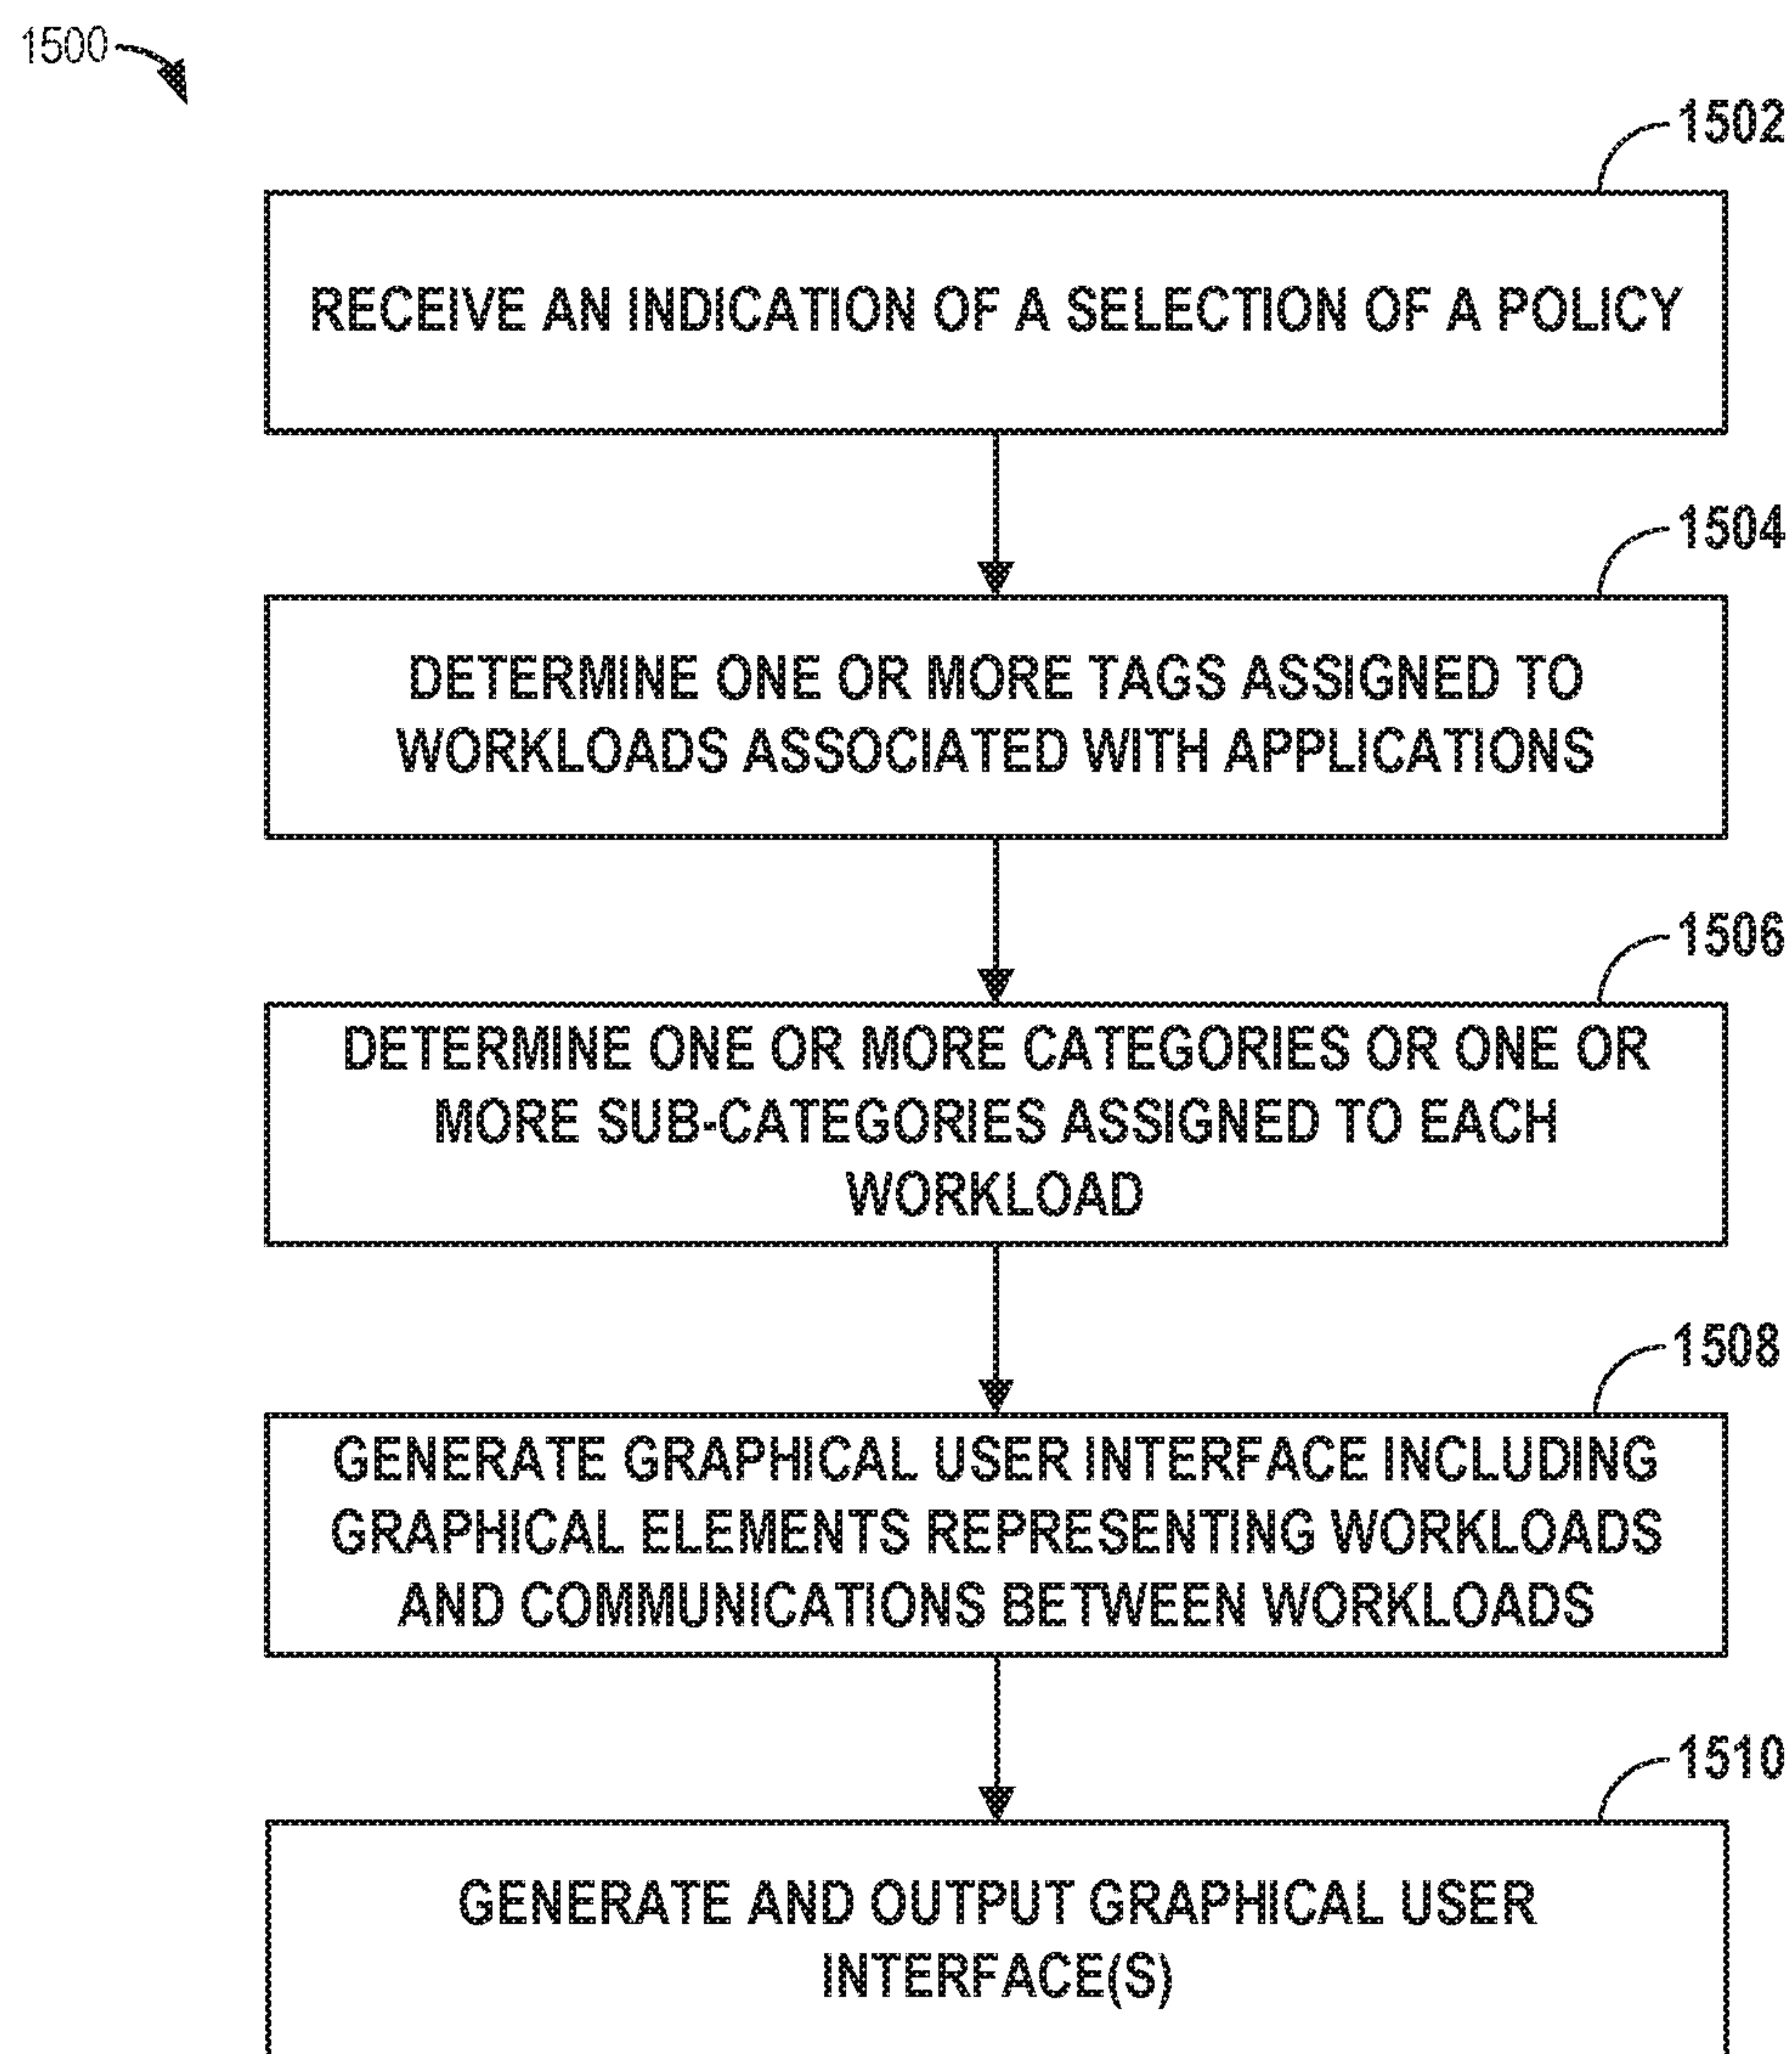 1500
1502
RECEIVE AN INDICATION OF A SELECTION OF A POLICY
1504
DETERMINE ONE OR MORE TAGS ASSIGNED TO
WORKLOADS ASSOCIATED WITH APPLICATIONS
1506
DETERMINE ONE OR MORE CATEGORIES OR ONE OR
MORE SUB-CATEGORIES ASSIGNED TO EACH
WORKLOAD
1508
GENERATE GRAPHICAL USER INTERFACE INCLUDING
GRAPHICAL ELEMENTS REPRESENTING WORKLOADS
AND COMMUNICATIONS BETWEEN WORKLOADS
1510
GENERATE AND OUTPUT GRAPHICAL USER
INTERFACE(S)